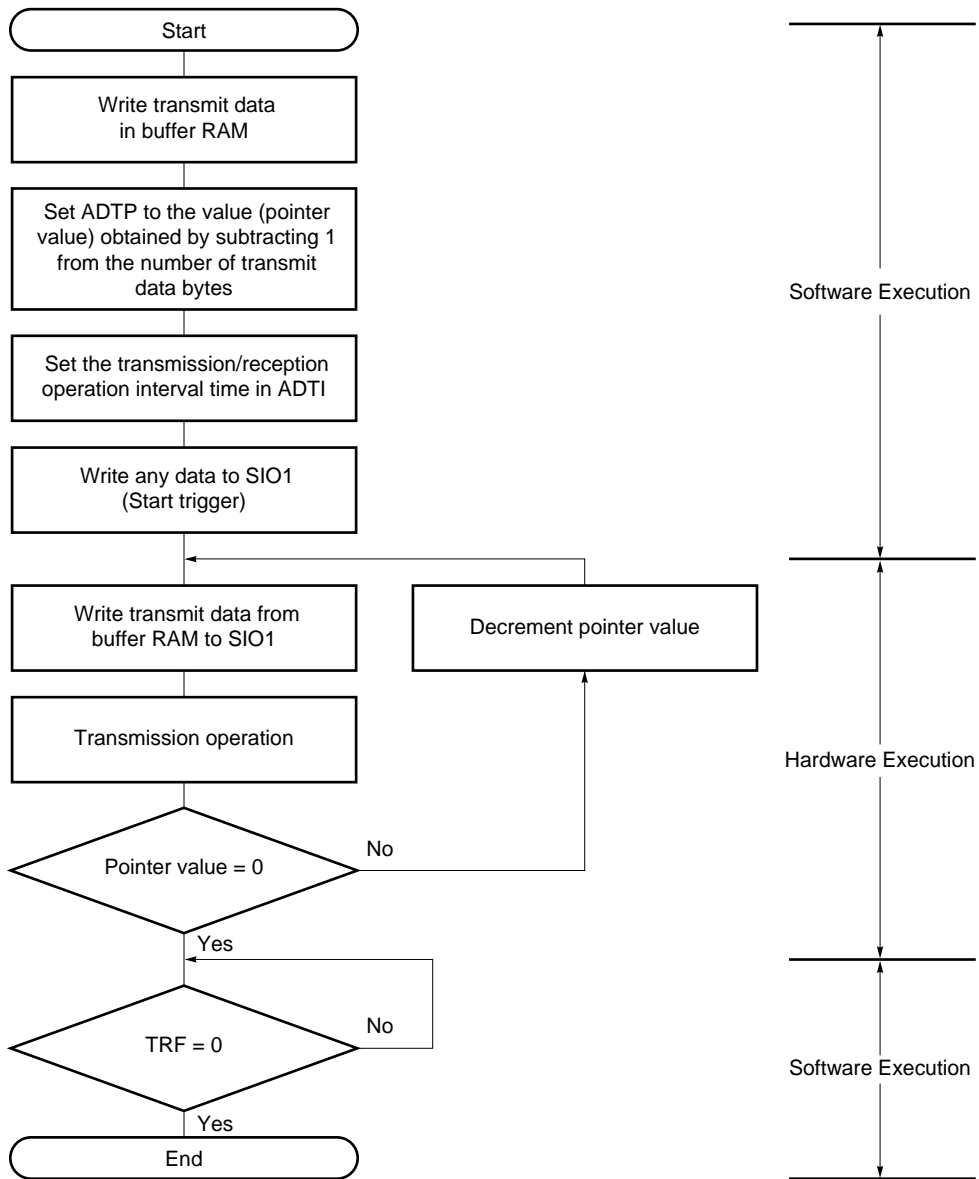 Start
Write transmit data
in buffer RAM
Set ADTP to the value (pointer
value) obtained by subtracting 1
from the number of transmit
data bytes
Software Execution
Set the transmission/reception
operation interval time in ADTI
Write any data to SIO1
(Start trigger)
Write transmit data from
buffer RAM to SIO1
Decrement pointer value
Transmission operation
Hardware Execution
Pointer value = 0
No
Yes
TRF = 0
No
Software Execution
Yes
End